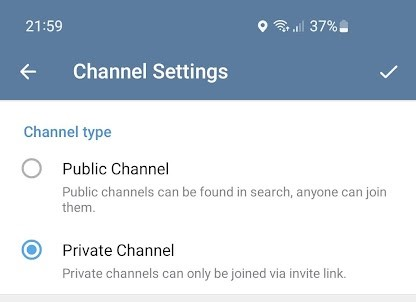 21:59 37%
Channel Settings
Channel type
Public Channel
Public channels can be found in search, anyone can join
them.
Private Channel
Private channels can only be joined via invite link.